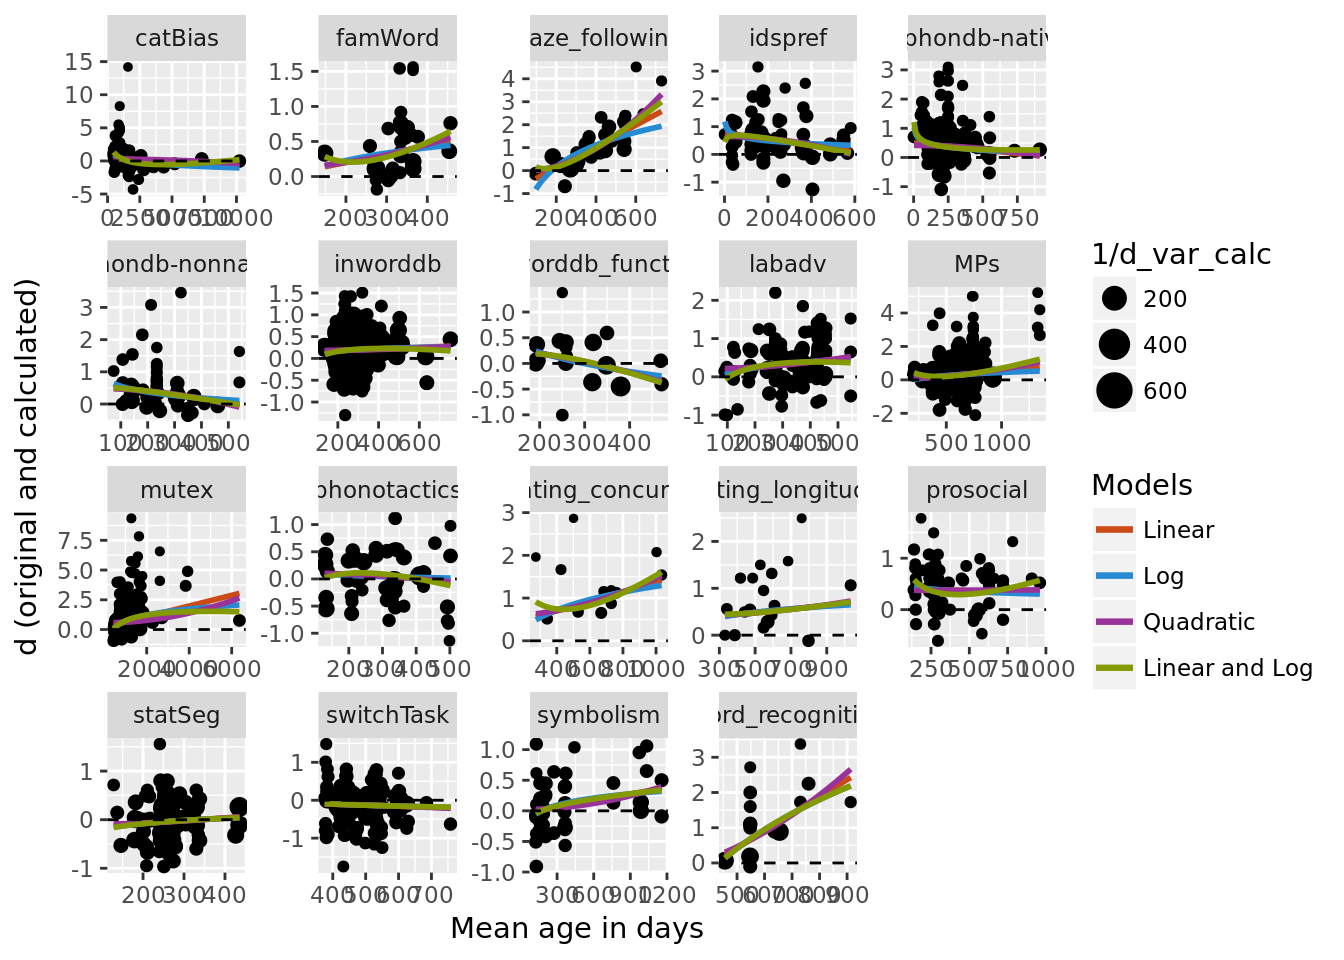 catBias
famWord
aze_followin
idspref
phondb-nativ
15
10
5
0
-5
1.5
1.0
0.5
0.0
4
3
2
1
0
-1
3
2
1
0
-1
3
2
1
0
-1
0 2500 5000 7500 10000
200 300 400
200 400 600
0 200 400 600
0 250 500 750
hondb-nonna
inworddb
vorddb_funct
labadv
MPs
3
2
1
0
1.5
1.0
0.5
0.0
-0.5
-1.0
1.0
0.5
0.0
-0.5
-1.0
2
1
0
-1
4
2
0
-2
100 200 300 400 500
200 400 600
200 300 400
100 200 300 400 500
500 1000
mutex
phonotactics
ating_concur
ting_longitud
prosocial
7.5
5.0
2.5
0.0
1.0
0.5
0.0
-0.5
-1.0
3
2
1
0
2
1
0
1
0
2000 4000 6000
200 300 400 500
400 600 800 1000
300 500 700 900
250 500 750 1000
statSeg
switchTask
symbolism
ord_recogniti
1
0
-1
1
0
-1
1.0
0.5
0.0
-0.5
-1.0
3
2
1
0
200 300 400
400 500 600 700
300 600 900 1200
500 600 700 800 900
Mean age in days
d (original and calculated)
1/d_var_calc
200
400
600
Models
Linear
Log
Quadratic
Linear and Log